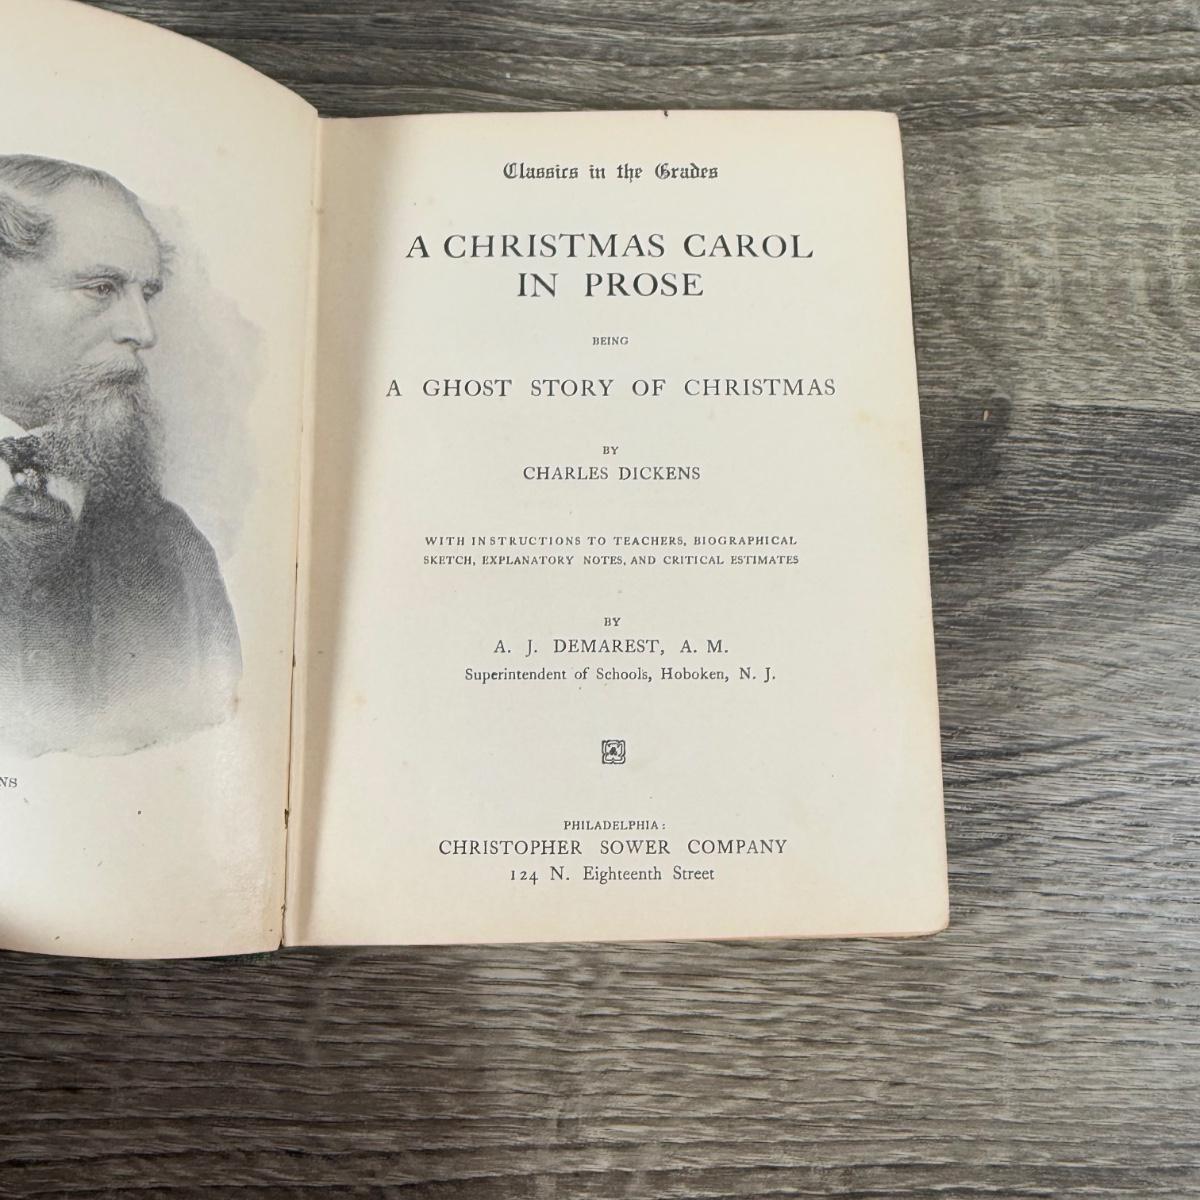 NS
Classics in the Grades
A CHRISTMAS CAROL
IN PROSE
BEING
A GHOST STORY OF CHRISTMAS
BY
CHARLES DICKENS
WITH INSTRUCTIONS TO TEACHERS, BIOGRAPHICAL
SKETCH, EXPLANATORY NOTES, AND CRITICAL ESTIMATES
BY
A. J. DEMAREST, A. M.
Superintendent of Schools, Hoboken, N. J.
PHILADELPHIA:
CHRISTOPHER SOWER COMPANY
124 N. Eighteenth Street